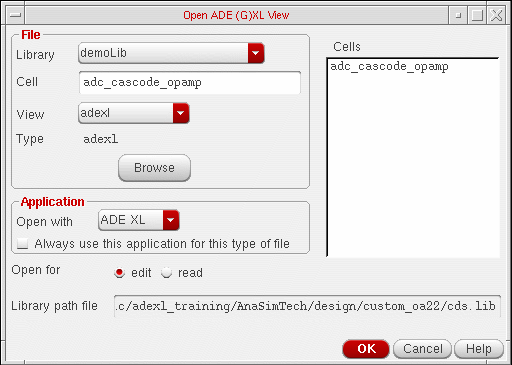 Open ADE (G)XL View
File
Library demoLib
Cell adc_cascode_opamp
View adexl
Type adexl
Browse
Cells
adc_cascode_opamp
Application
Open with ADE XL
Always use this application for this type of file
Open for edit read
Library path file .c/adexl_training/AnaSimTech/design/custom_oa22/cds.lib
OK Cancel Help